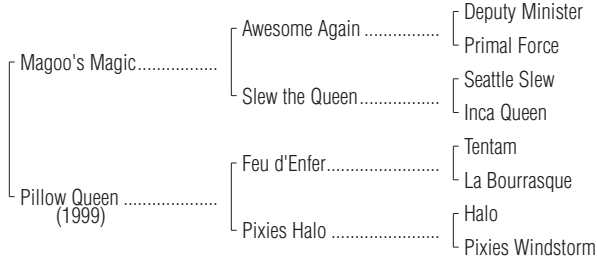 Deputy Minister
Awesome Again ................
Primal Force
Magoo's Magic.................
Seattle Slew
Slew the Queen.................
Inca Queen
Tentam
Feu d'Enfer........................
La Bourrasque
Pillow Queen ....................
(1999)
Halo
Pixies Halo .......................
Pixies Windstorm